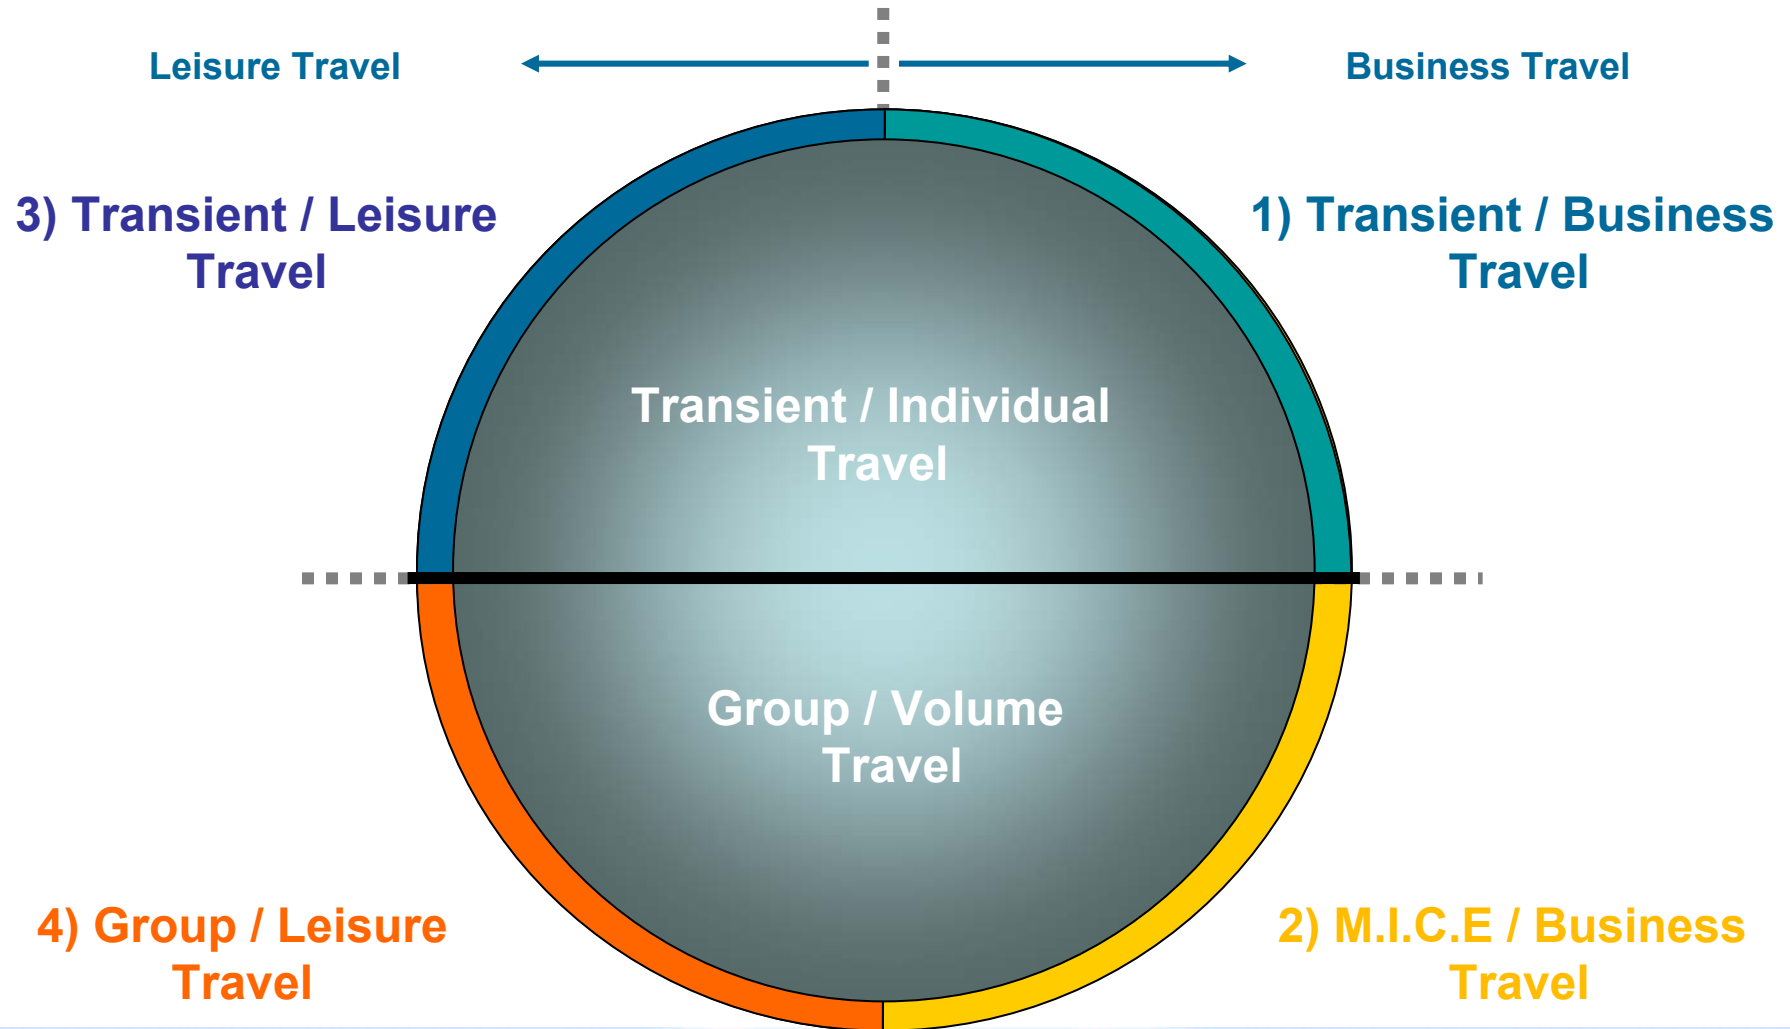 Leisure Travel
Business Travel
3) Transient / Leisure
Travel
1) Transient / Business
Travel
Transient / Individual
Travel
Group / Volume
Travel
4) Group / Leisure
Travel
2) M.I.C.E / Business
Travel